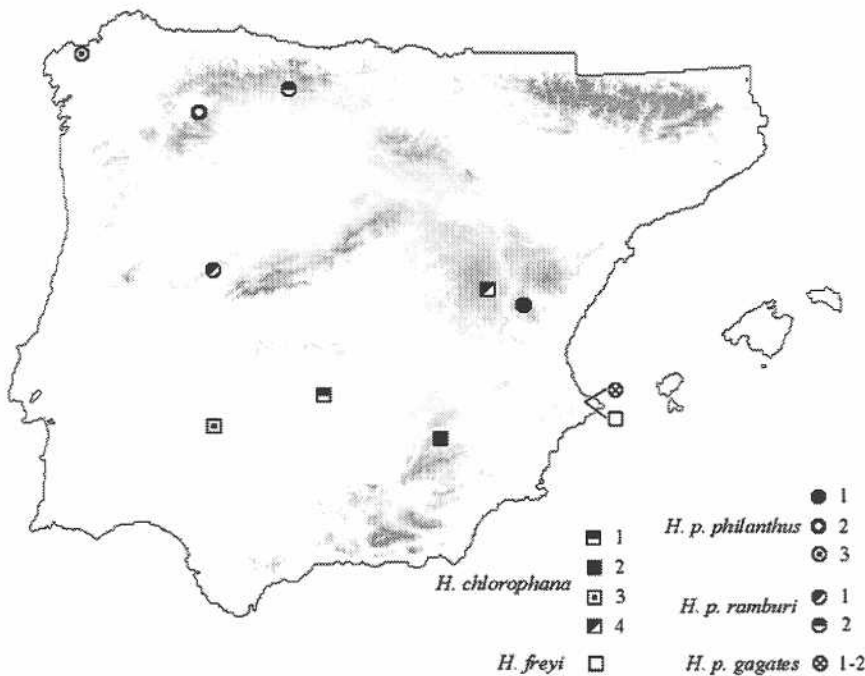 1
2
H. chlorophana
3
4
H. freyi
1
H. p. philanthus 2
3
H. p. ramburi
1
2
H. p. gagates 1-2